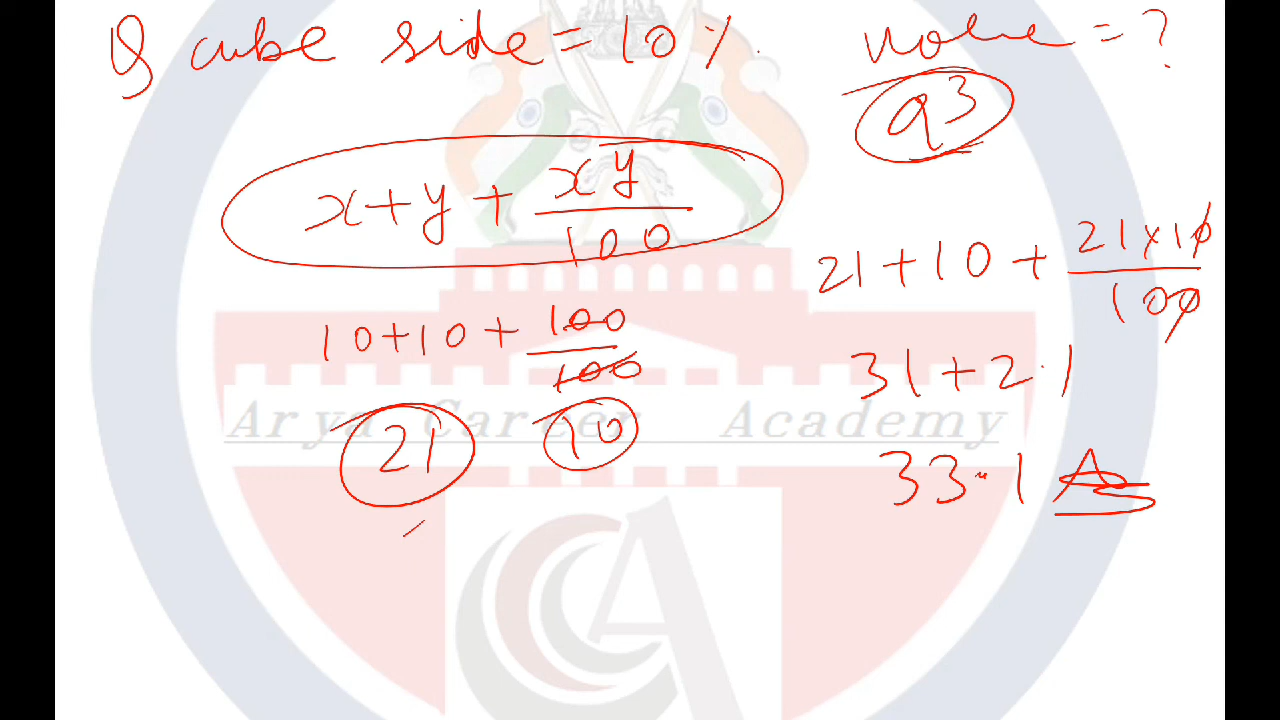 Q cube side = 10% volume = ?
a³
x+y+xy/100
21+10+21×10/100
10+10+100/100
31+2.1
21 10
Arya Career Academy
33.1 A